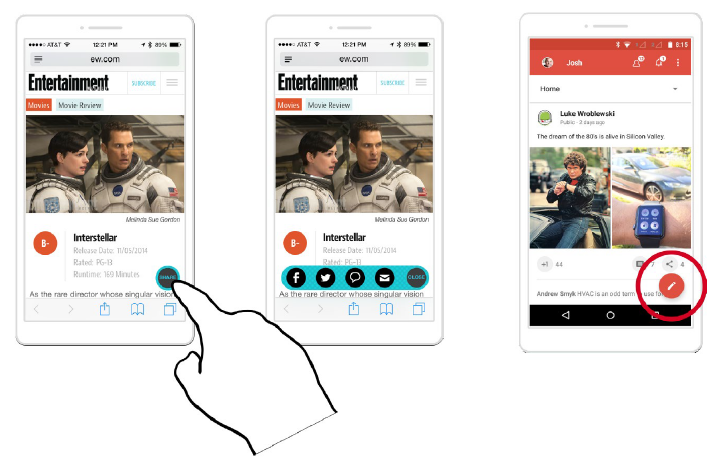 AT&T 12:21 PM 89%
ew.com
Entertainment SUBSCRIBE
Movies Movie Review
Melinda Sue Gordon
B-
Interstellar
Release Date: 11/05/2014
Rated: PG-13
Runtime: 169 Minutes
SHARE
As the rare director whose singular vision
AT&T 12:21 PM 89%
ew.com
Entertainment SUBSCRIBE
Movies Movie Review
Melinda Sue Gordon
B-
Interstellar
Release Date: 11/05/2014
Rated: PG-13
CLOSE
As the rare director whose singular vision
8:15
Josh
Home
Luke Wroblewski
Public · 2 days ago
The dream of the 80's is alive in Silicon Valley.
+1 44 7 4
Andrew Smyk HVAC is an odd term use fo